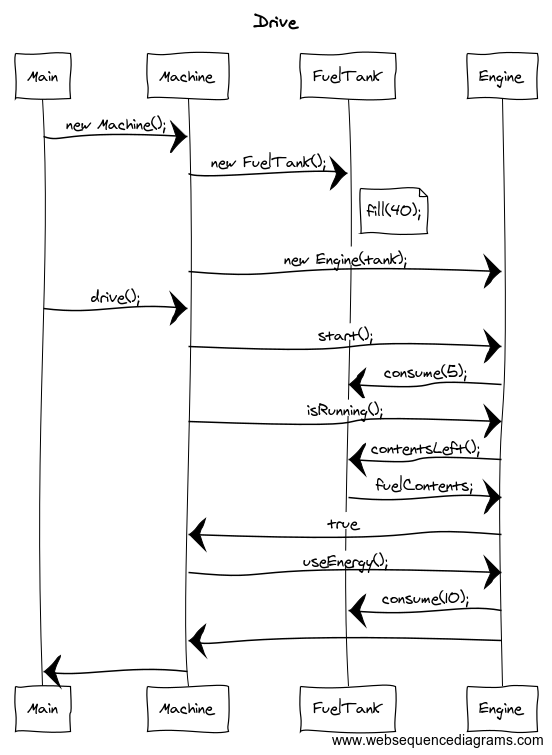 Drive
Main Machine FuelTank Engine
new Machine();
new FuelTank();
fill(40);
new Engine(tank);
drive();
start();
consume(5);
isRunning();
contentsLeft();
fuelContents;
true
useEnergy();
consume(10);
Main Machine FuelTank Engine
www.websequencediagrams.com